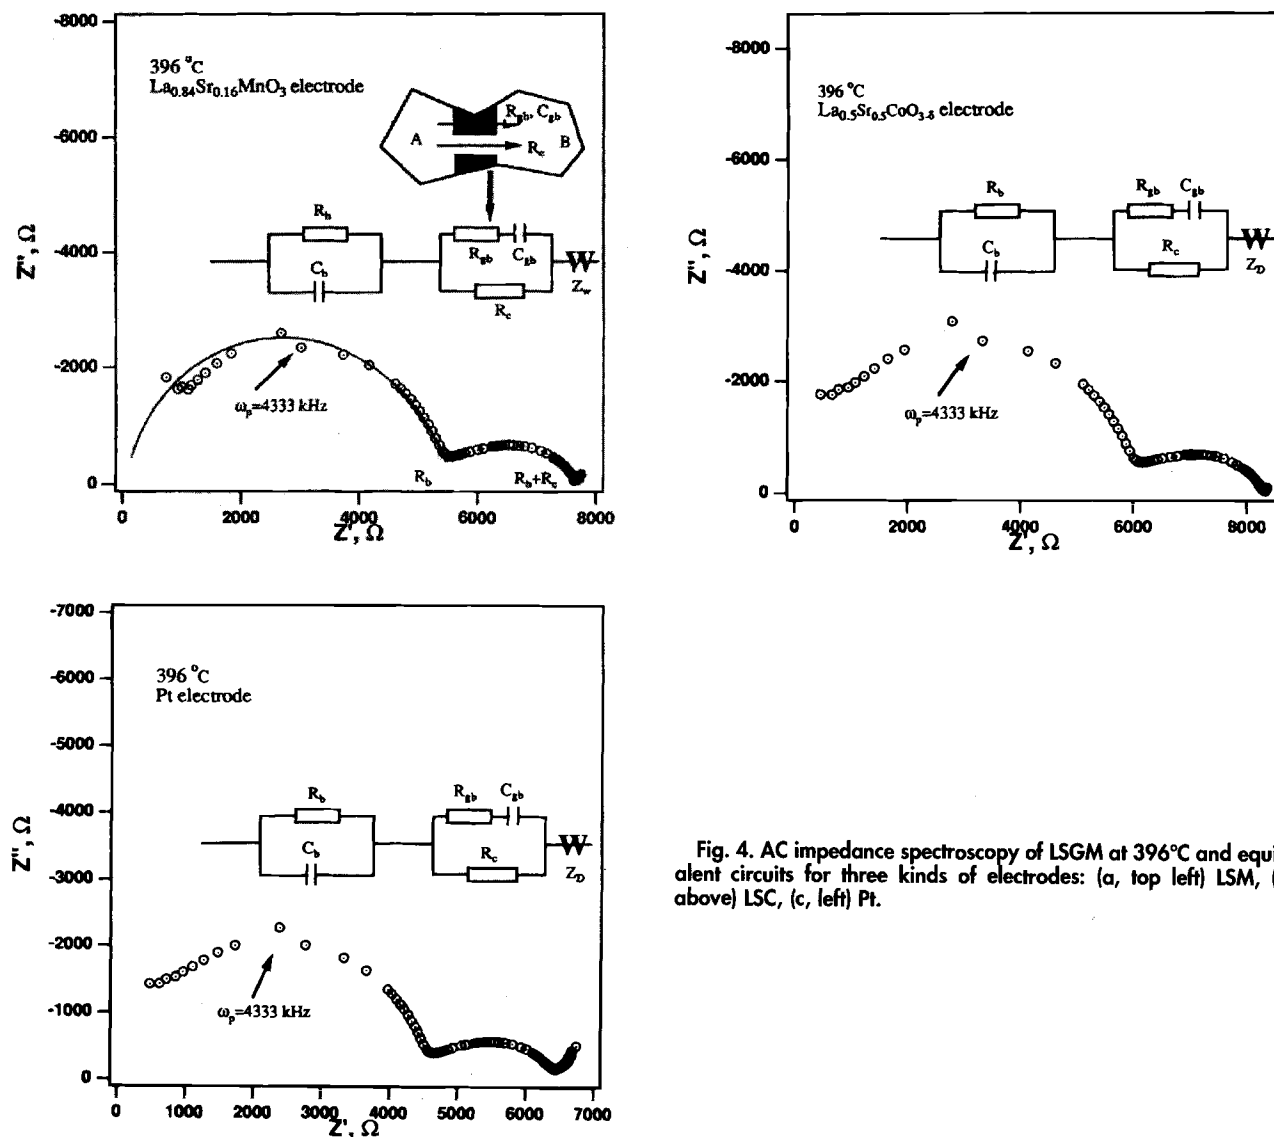 -8000
-6000
-4000
-2000
0
Z", Ω
396 °C
La0.84Sr0.16MnO3 electrode
A
Rgb, Cgb
B
Rc
Rb
Cb
Rgb
Cgb
Rc
W
Zw
ωp=4333 kHz
Rb
Rb+Rc
0
2000
4000
6000
8000
Z', Ω
-8000
-6000
-4000
-2000
0
Z", Ω
396 °C
La0.5Sr0.5CoO3-δ electrode
Rb
Cb
Rgb
Cgb
Rc
W
ZD
ωp=4333 kHz
0
2000
4000
6000
8000
Z', Ω
-7000
-6000
-5000
-4000
-3000
-2000
-1000
0
Z", Ω
396 °C
Pt electrode
Rb
Cb
Rgb
Cgb
Rc
W
ZD
ωp=4333 kHz
0
1000
2000
3000
4000
5000
6000
7000
Z', Ω
Fig. 4. AC impedance spectroscopy of LSGM at 396°C and equi
alent circuits for three kinds of electrodes: (a, top left) LSM, (
above) LSC, (c, left) Pt.